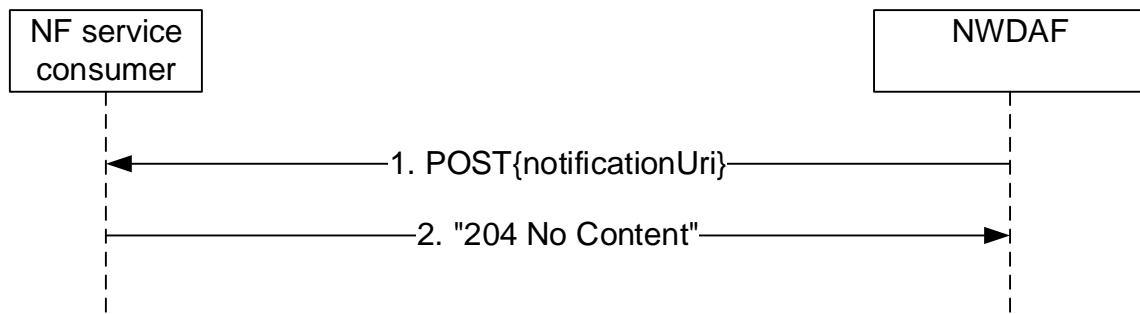 NF service
consumer
NWDAF
1. POST{notificationUri}
2. "204 No Content"